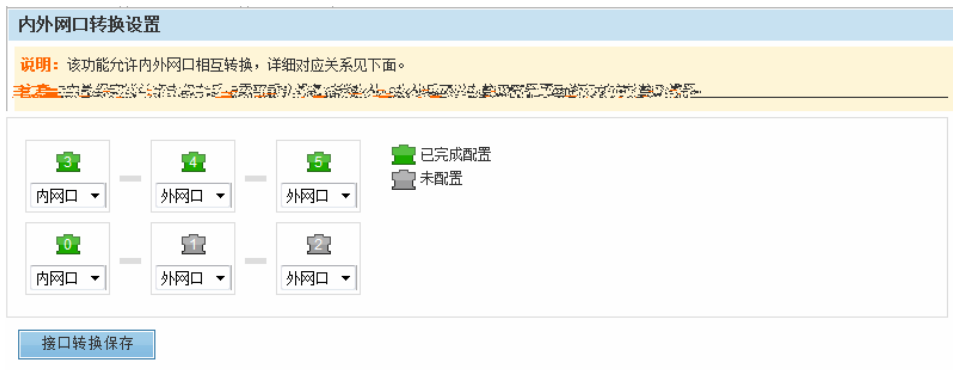 内外网口转换设置
说明：该功能允许内外网口相互转换，详细对应关系见下面。
3 4 5 已完成配置
未配置
内网口 外网口 外网口
0 1 2
内网口 外网口 外网口
接口转换保存